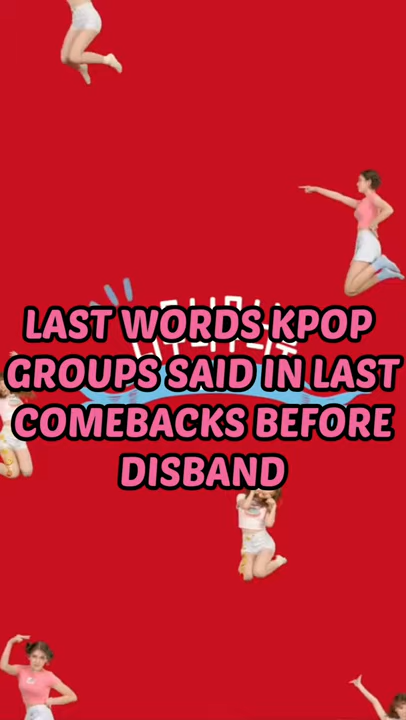 LAST WORDS KPOP
GROUPS SAID IN LAST
COMEBACKS BEFORE
DISBAND